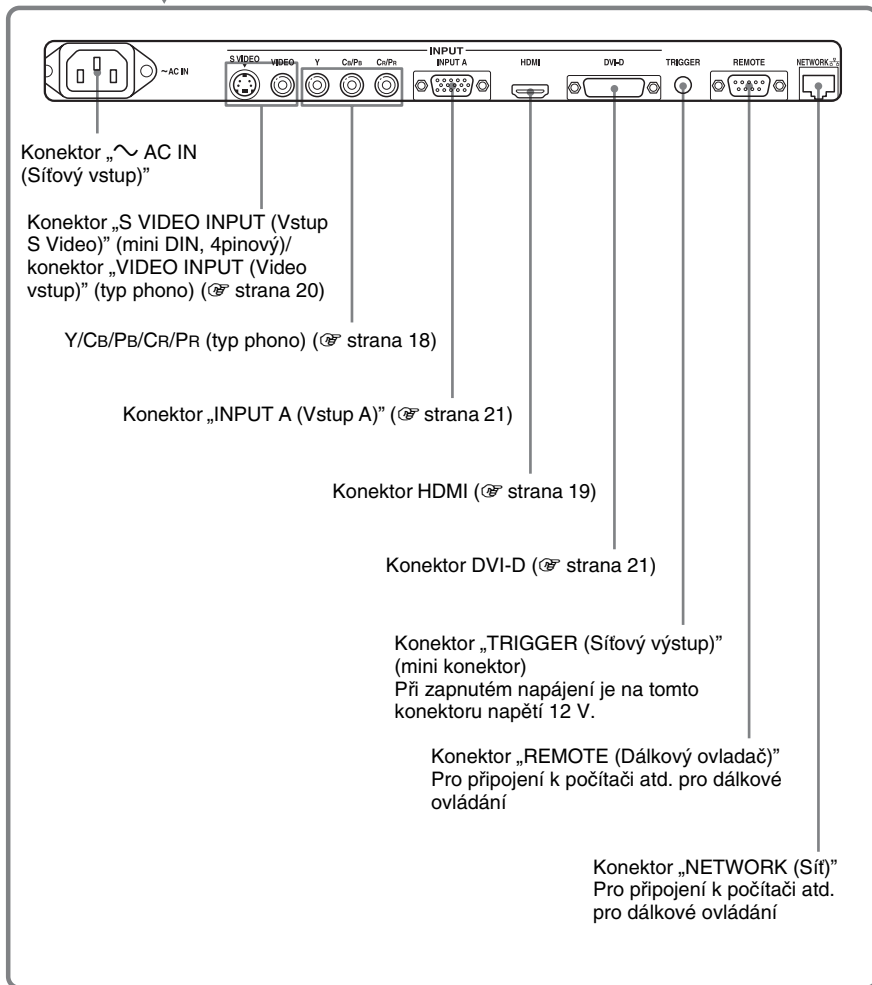 INPUT
S VIDEO VIDEO Y CB/PB CR/PR INPUT A HDMI DVI-D TRIGGER REMOTE NETWORK
~AC IN
Konektor „～ AC IN
(Síťový vstup)”
Konektor „S VIDEO INPUT (Vstup
S Video)” (mini DIN, 4pinový)/
konektor „VIDEO INPUT (Video
vstup)” (typ phono) (☞ strana 20)
Y/CB/PB/CR/PR (typ phono) (☞ strana 18)
Konektor „INPUT A (Vstup A)” (☞ strana 21)
Konektor HDMI (☞ strana 19)
Konektor DVI-D (☞ strana 21)
Konektor „TRIGGER (Síťový výstup)”
(mini konektor)
Při zapnutém napájení je na tomto
konektoru napětí 12 V.
Konektor „REMOTE (Dálkový ovladač)”
Pro připojení k počítači atd. pro dálkové
ovládání
Konektor „NETWORK (Síť)”
Pro připojení k počítači atd.
pro dálkové ovládání